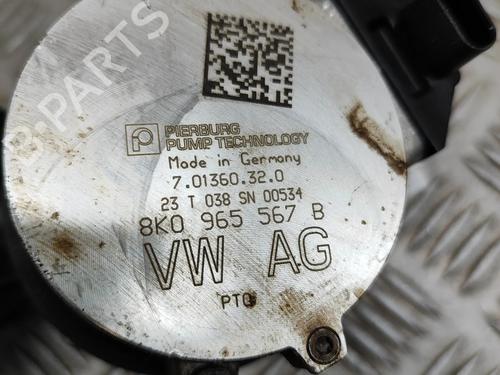 B-PARTS
PIERBURG
PUMP TECHNOLOGY
Made in Germany
7.01360.32.0
23 T 038 SN 00534
8K0 965 567 B
VW AG